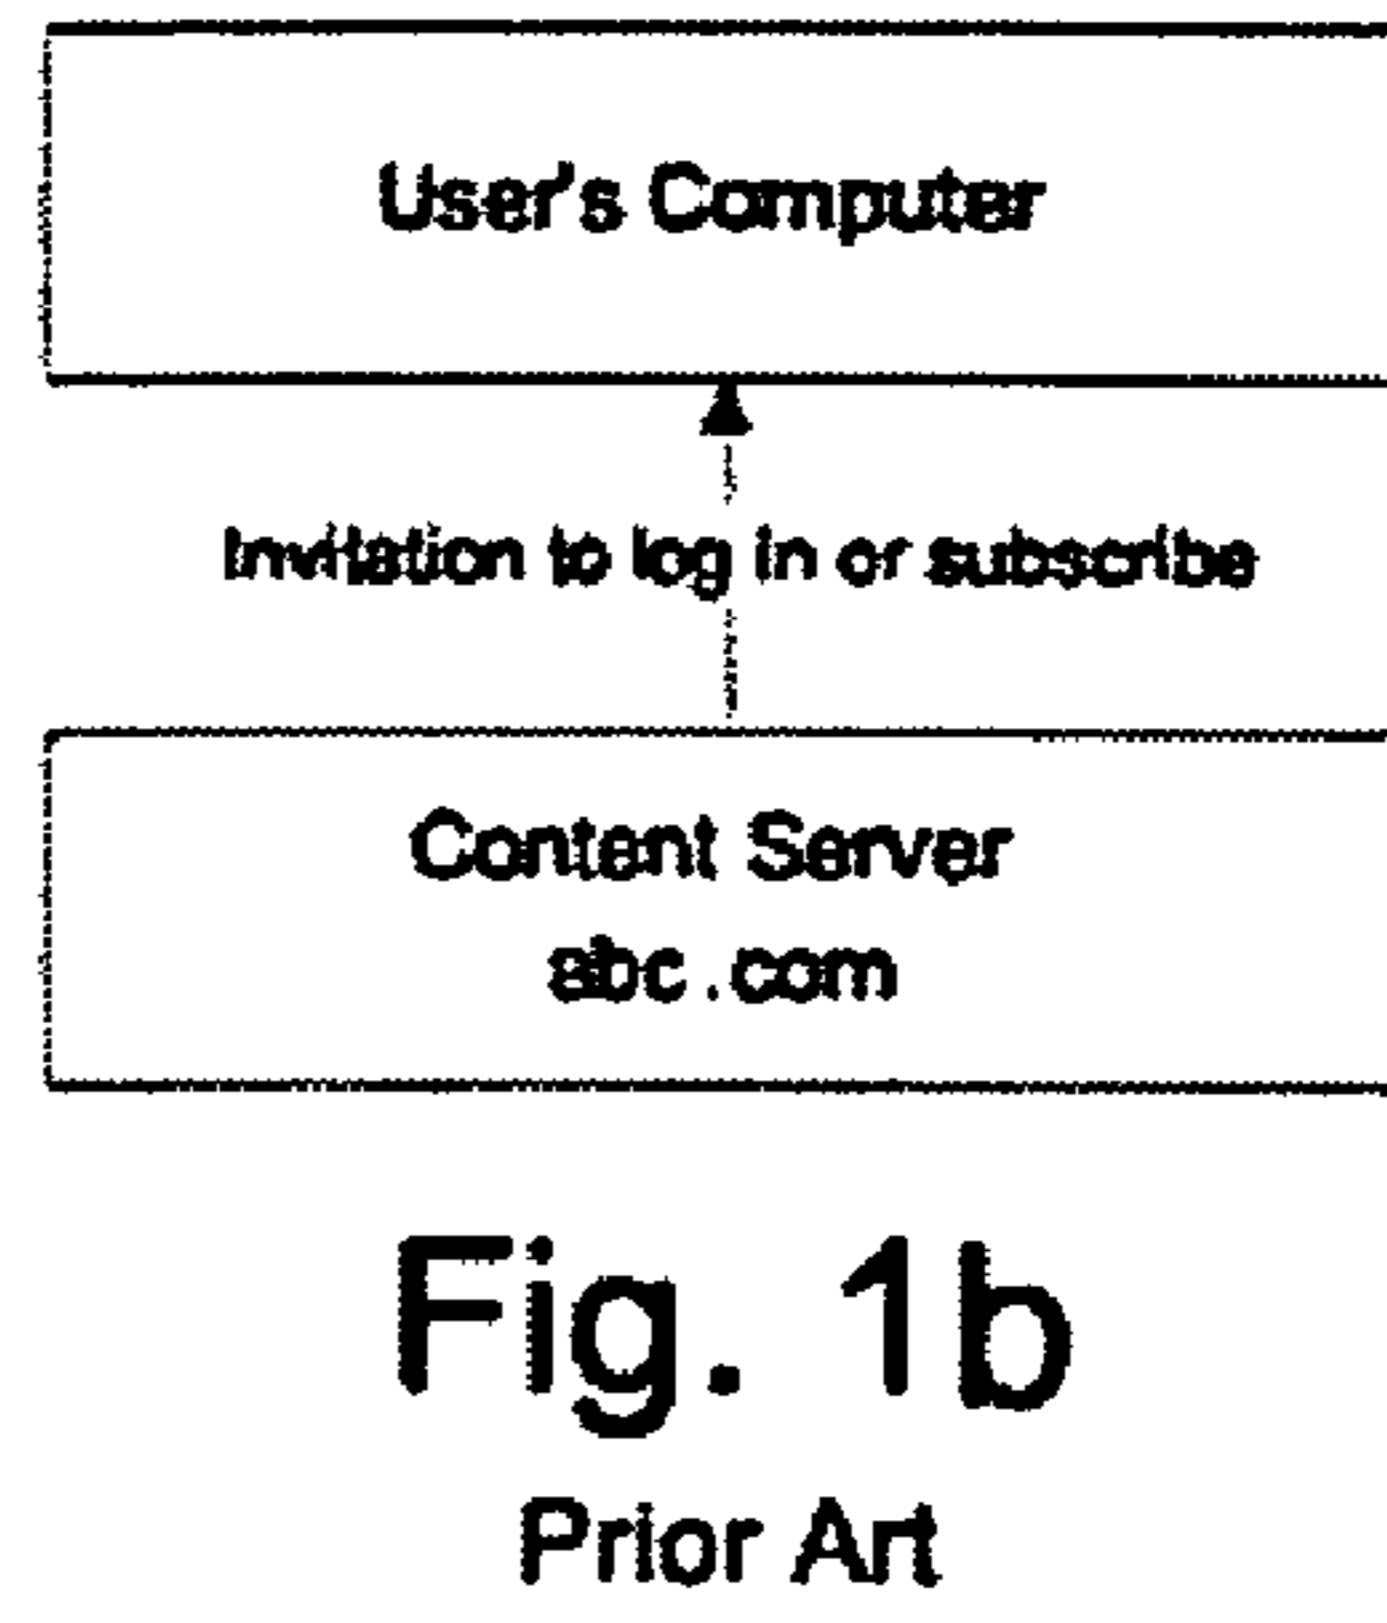 User's Computer
Invitation to log in or subscribe
Content Server
abc.com
Fig. 1b
Prior Art